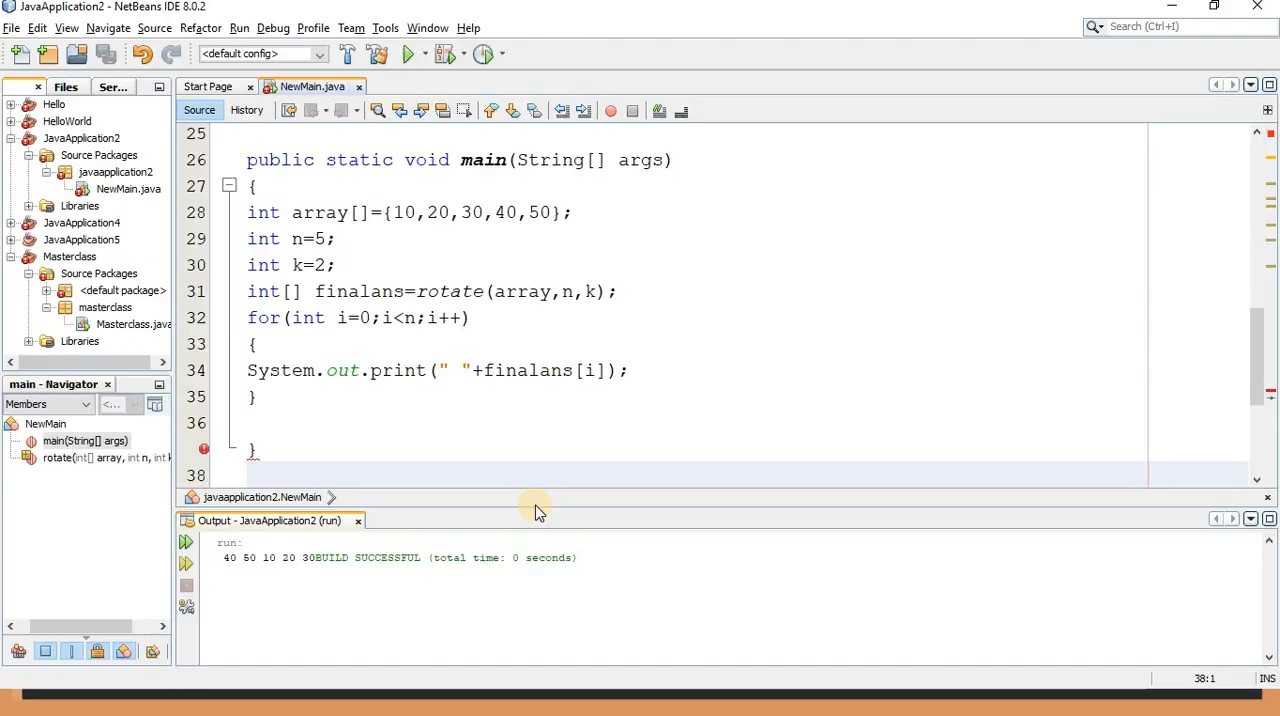 JavaApplication2 - NetBeans IDE 8.0.2
File Edit View Navigate Source Refactor Run Debug Profile Team Tools Window Help
Search (Ctrl+I)
<default config>
Files Ser...
Start Page NewMain.java
Source History
Hello
HelloWorld
JavaApplication2
Source Packages
javaapplication2
NewMain.java
Libraries
JavaApplication4
JavaApplication5
Masterclass
Source Packages
<default package>
masterclass
Masterclass.java
Libraries
main - Navigator
Members <...
NewMain
main(String[] args)
rotate(int[] array, int n, int k
25
26 public static void main(String[] args)
27 {
28 int array[]={10,20,30,40,50};
29 int n=5;
30 int k=2;
31 int[] finalans=rotate(array,n,k);
32 for(int i=0;i<n;i++)
33 {
34 System.out.print(" "+finalans[i]);
35 }
36
37 }
38
javaapplication2.NewMain
Output - JavaApplication2 (run)
run:
40 50 10 20 30BUILD SUCCESSFUL (total time: 0 seconds)
38:1 INS